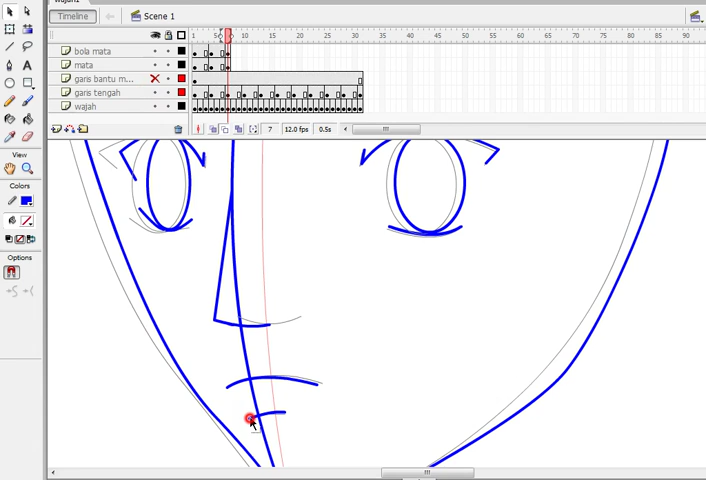 wajah1
Timeline
Scene 1
1 5 10 15 20 25 30 35 40 45 50 55 60 65 70 75 80 85 90
bola mata
mata
garis bantu m...
garis tengah
wajah
7 12.0 fps 0.5s
View
Colors
Options